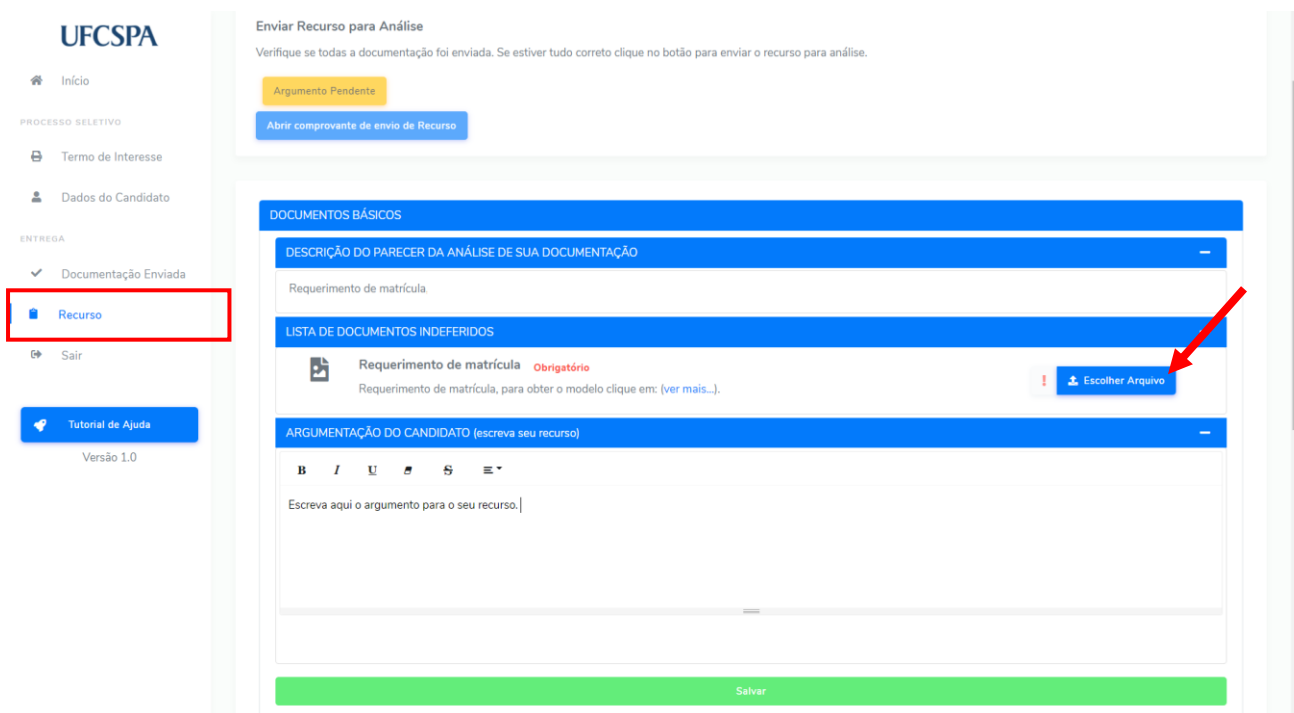 UFCSPA
Início
PROCESSO SELETIVO
Termo de Interesse
Dados do Candidato
ENTREGA
Documentação Enviada
Recurso
Sair
Tutorial de Ajuda
Versão 1.0
Enviar Recurso para Análise
Verifique se todas a documentação foi enviada. Se estiver tudo correto clique no botão para enviar o recurso para análise.
Argumento Pendente
Abrir comprovante de envio de Recurso
DOCUMENTOS BÁSICOS
DESCRIÇÃO DO PARECER DA ANÁLISE DE SUA DOCUMENTAÇÃO
Requerimento de matrícula.
LISTA DE DOCUMENTOS INDEFERIDOS
Requerimento de matrícula Obrigatório
Requerimento de matrícula, para obter o modelo clique em: (ver mais...).
! Escolher Arquivo
ARGUMENTAÇÃO DO CANDIDATO (escreva seu recurso)
B I U S
Escreva aqui o argumento para o seu recurso.
Salvar